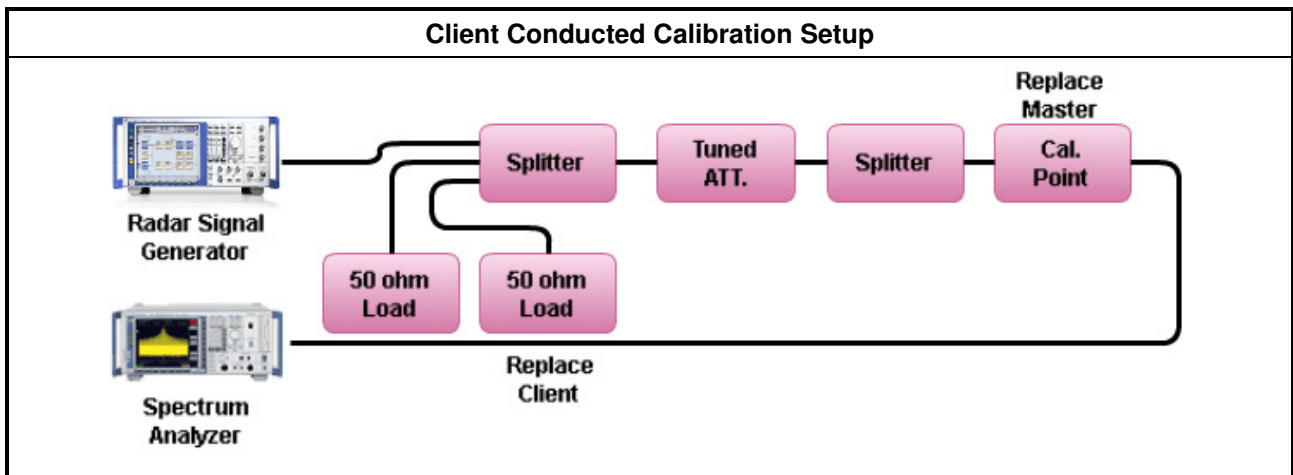 Client Conducted Calibration Setup
Replace
Master
Splitter
Tuned
ATT.
Splitter
Cal.
Point
Radar Signal
Generator
50 ohm
Load
50 ohm
Load
Replace
Client
Spectrum
Analyzer